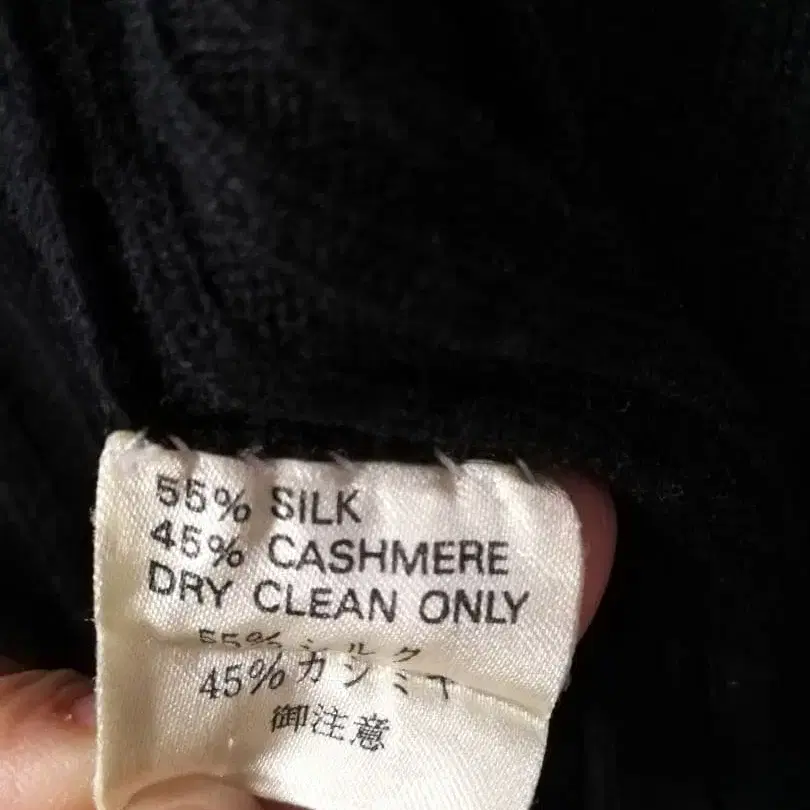 55% SILK
45% CASHMERE
DRY CLEAN ONLY
55% シルク
45% カシミヤ
御注意